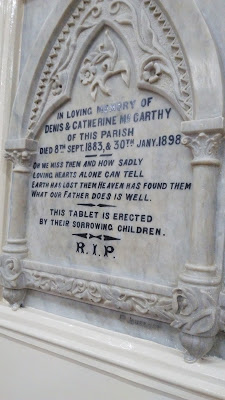 IN LOVING MEMORY OF
DENIS & CATHERINE Mc CARTHY
OF THIS PARISH
DIED 8TH SEPT. 1883, & 30TH JANY. 1898.
OH WE MISS THEM AND HOW SADLY
LOVING HEARTS ALONE CAN TELL
EARTH HAS LOST THEM HEAVEN HAS FOUND THEM
WHAT OUR FATHER DOES IS WELL.
THIS TABLET IS ERECTED
BY THEIR SORROWING CHILDREN.
R.I.P.